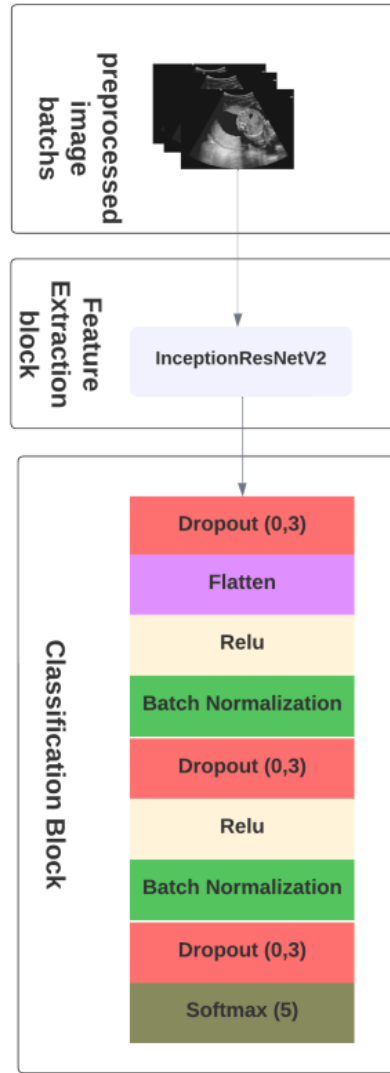 preprocessed
image
batchs
Feature
Extraction
block
InceptionResNetV2
Classification Block
Dropout (0,3)
Flatten
Relu
Batch Normalization
Dropout (0,3)
Relu
Batch Normalization
Dropout (0,3)
Softmax (5)